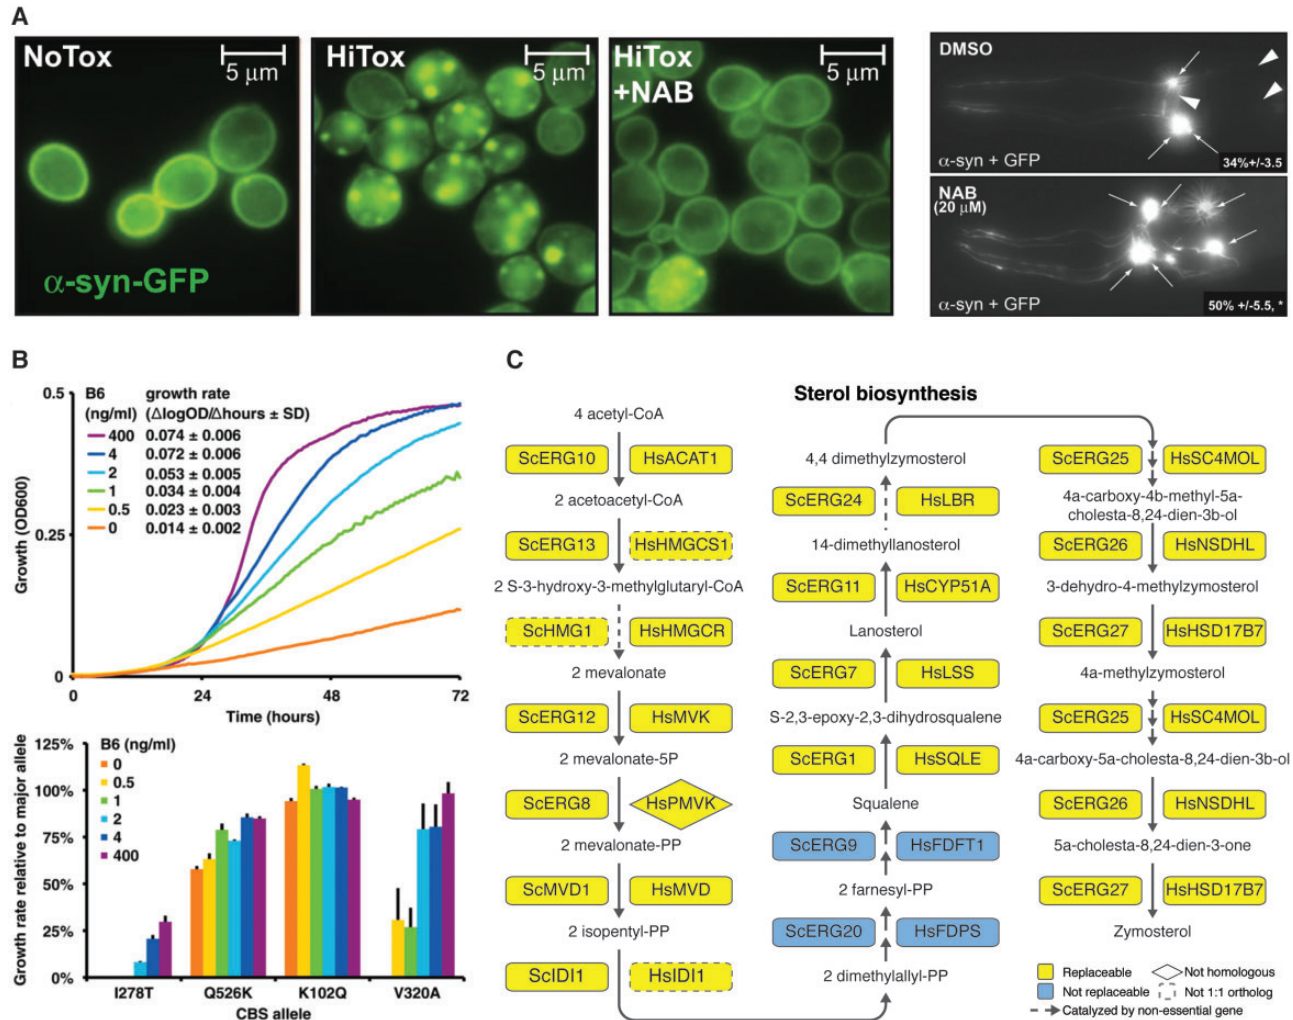 A
NoTox
5 μm
α-syn-GFP
HiTox
5 μm
HiTox
+NAB
5 μm
DMSO
α-syn + GFP
34%+/-3.5
NAB
(20 μM)
α-syn + GFP
50% +/-5.5, *
B
0.5
0.25
0
Growth (OD600)
B6 growth rate
(ng/ml) (ΔlogOD/Δhours ± SD)
400 0.074 ± 0.006
4 0.072 ± 0.006
2 0.053 ± 0.005
1 0.034 ± 0.004
0.5 0.023 ± 0.003
0 0.014 ± 0.002
0 24 48 72
Time (hours)
Growth rate relative to major allele
125%
100%
75%
50%
25%
0%
B6 (ng/ml)
0
0.5
1
2
4
400
I278T Q526K K102Q V320A
CBS allele
C
Sterol biosynthesis
4 acetyl-CoA
ScERG10 HsACAT1
2 acetoacetyl-CoA
ScERG13 HsHMGCS1
2 S-3-hydroxy-3-methylglutaryl-CoA
ScHMG1 HsHMGCR
2 mevalonate
ScERG12 HsMVK
2 mevalonate-5P
ScERG8 HsPMVK
2 mevalonate-PP
ScMVD1 HsMVD
2 isopentyl-PP
ScIDI1 HsIDI1
4,4 dimethylzymosterol
ScERG24 HsLBR
14-dimethyllanosterol
ScERG11 HsCYP51A
Lanosterol
ScERG7 HsLSS
S-2,3-epoxy-2,3-dihydrosqualene
ScERG1 HsSQLE
Squalene
ScERG9 HsFDFT1
2 farnesyl-PP
ScERG20 HsFDPS
2 dimethylallyl-PP
ScERG25 HsSC4MOL
4a-carboxy-4b-methyl-5a-
cholesta-8,24-dien-3b-ol
ScERG26 HsNSDHL
3-dehydro-4-methylzymosterol
ScERG27 HsHSD17B7
4a-methylzymosterol
ScERG25 HsSC4MOL
4a-carboxy-5a-cholesta-8,24-dien-3b-ol
ScERG26 HsNSDHL
5a-cholesta-8,24-dien-3-one
ScERG27 HsHSD17B7
Zymosterol
Replaceable
Not replaceable
Not homologous
Not 1:1 ortholog
Catalyzed by non-essential gene